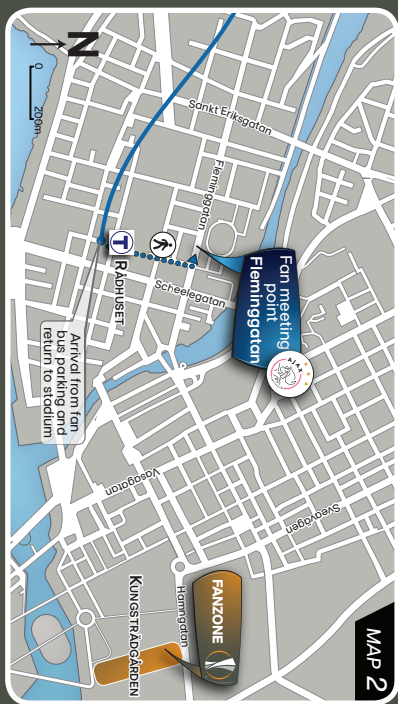 MAP 2
N
0 200m
Sankt Eriksgatan
Fleminggatan
Fan meeting
point
Fleminggatan
AJAX
T
RÅDHUSET
Scheelegatan
Arrival from fan
bus parking and
return to stadium
Vasagatan
Sveavägen
Hamngatan
FANZONE
KUNGSTRÄDGÅRDEN